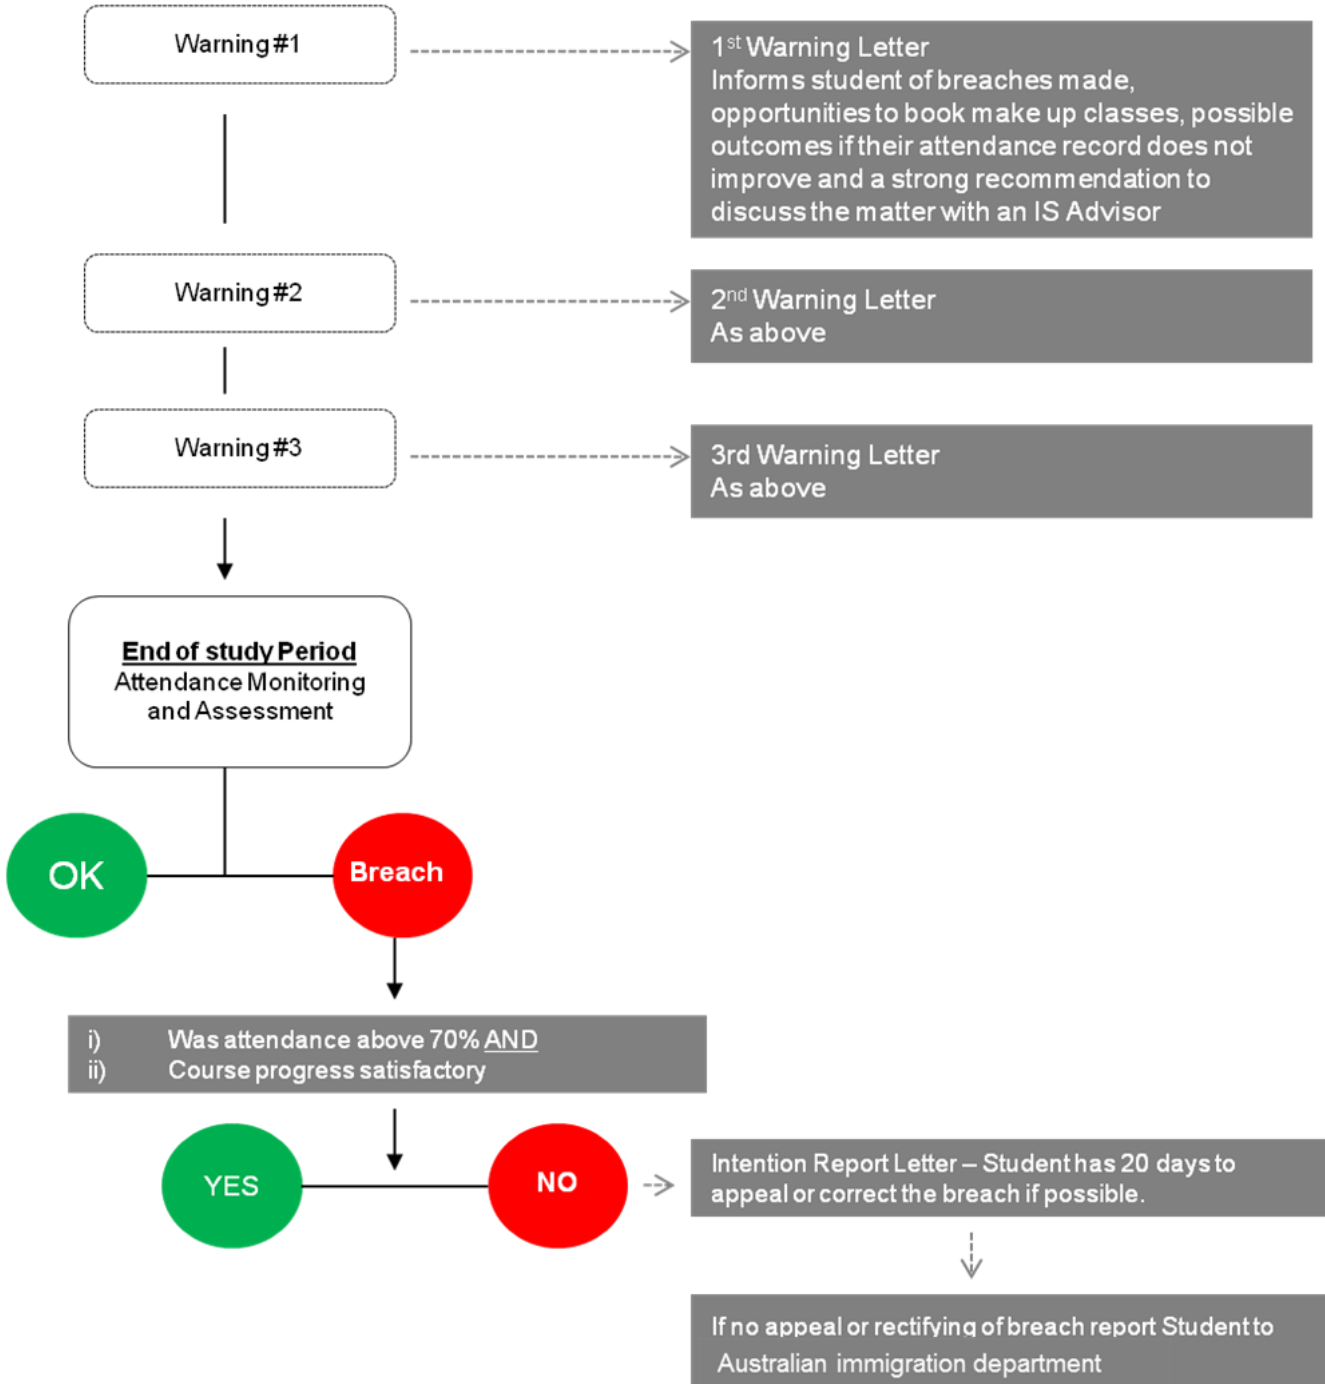 Warning #1
1st Warning Letter
Informs student of breaches made,
opportunities to book make up classes, possible
outcomes if their attendance record does not
improve and a strong recommendation to
discuss the matter with an IS Advisor
Warning #2
2nd Warning Letter
As above
Warning #3
3rd Warning Letter
As above
End of study Period
Attendance Monitoring
and Assessment
OK
Breach
i) Was attendance above 70% AND
ii) Course progress satisfactory
YES
NO
Intention Report Letter – Student has 20 days to
appeal or correct the breach if possible.
If no appeal or rectifying of breach report Student to
Australian immigration department